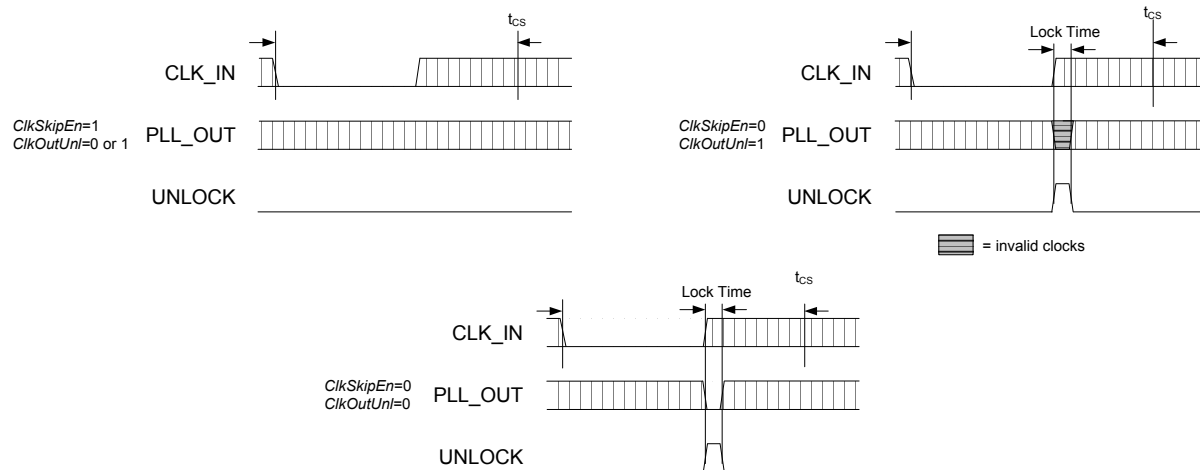 tCS
CLK_IN
ClkSkipEn=1
ClkOutUnl=0 or 1
PLL_OUT
UNLOCK
tCS
Lock Time
CLK_IN
ClkSkipEn=0
ClkOutUnl=1
PLL_OUT
UNLOCK
= invalid clocks
tCS
Lock Time
CLK_IN
ClkSkipEn=0
ClkOutUnl=0
PLL_OUT
UNLOCK